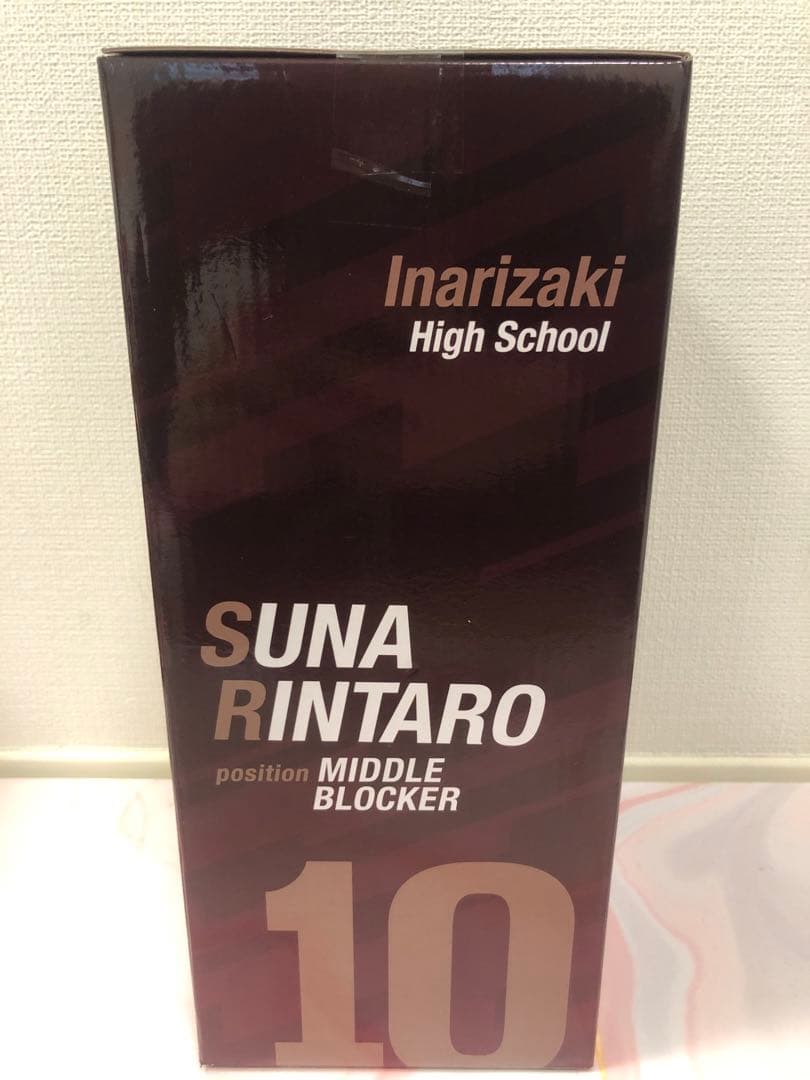 Inarizaki
High School
SUNA
RINTARO
position MIDDLE
BLOCKER
10